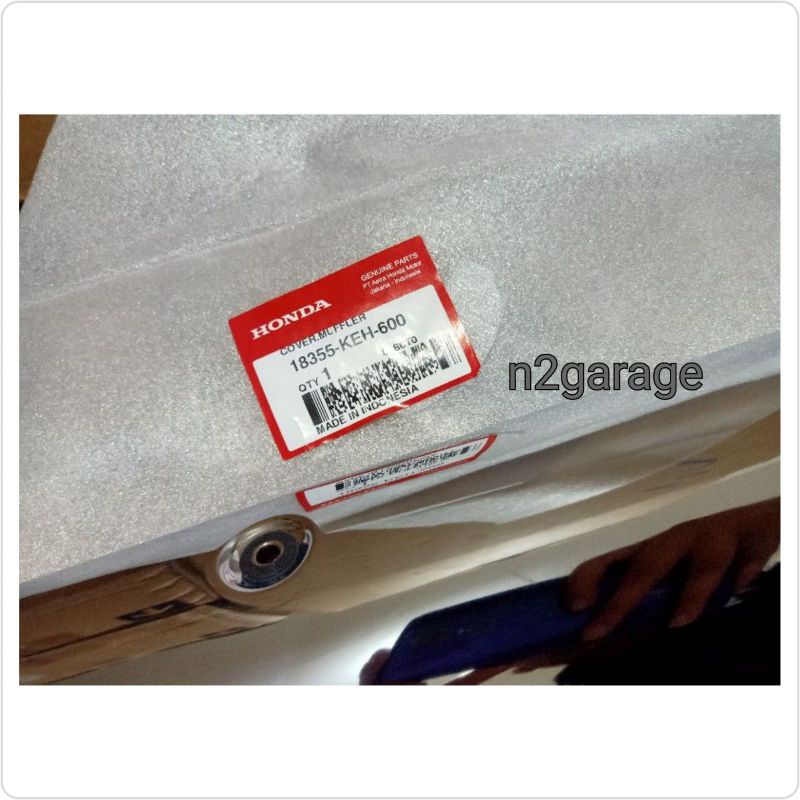 GENUINE PARTS
PT Astra Honda Motor
Jakarta - Indonesia
HONDA
COVER,MUFFLER
18355-KEH-600
QTY 1
MADE IN INDONESIA
n2garage